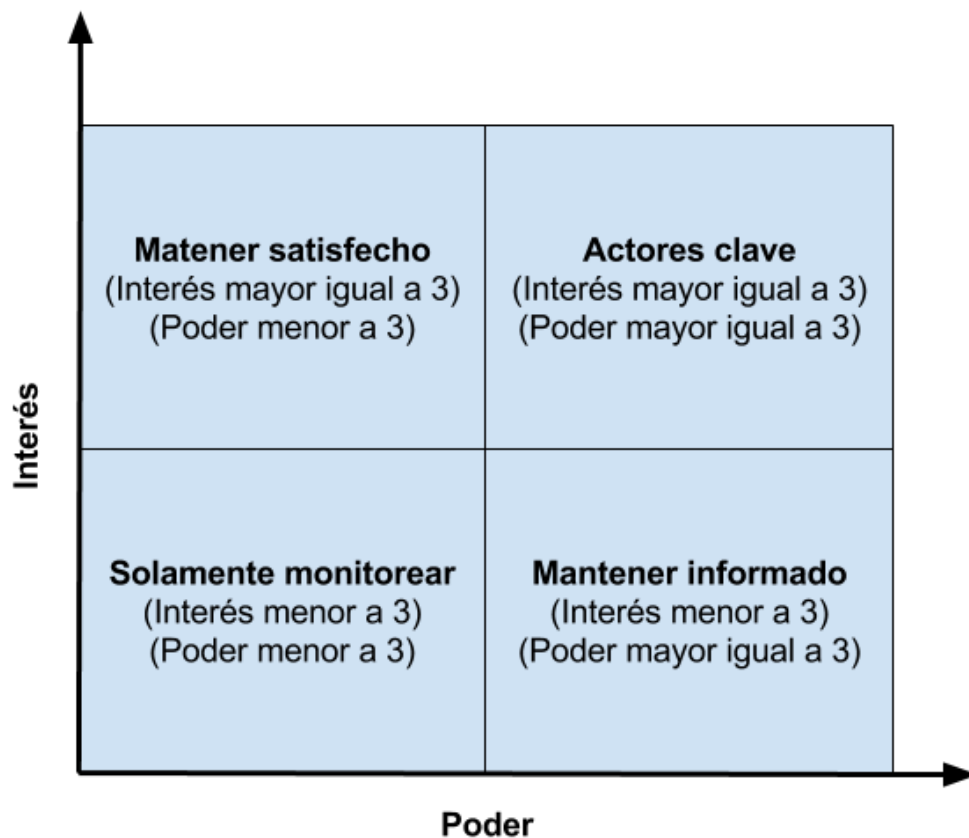 Matener satisfecho
(Interés mayor igual a 3)
(Poder menor a 3)
Actores clave
(Interés mayor igual a 3)
(Poder mayor igual a 3)
Interés
Solamente monitorear
(Interés menor a 3)
(Poder menor a 3)
Mantener informado
(Interés menor a 3)
(Poder mayor igual a 3)
Poder